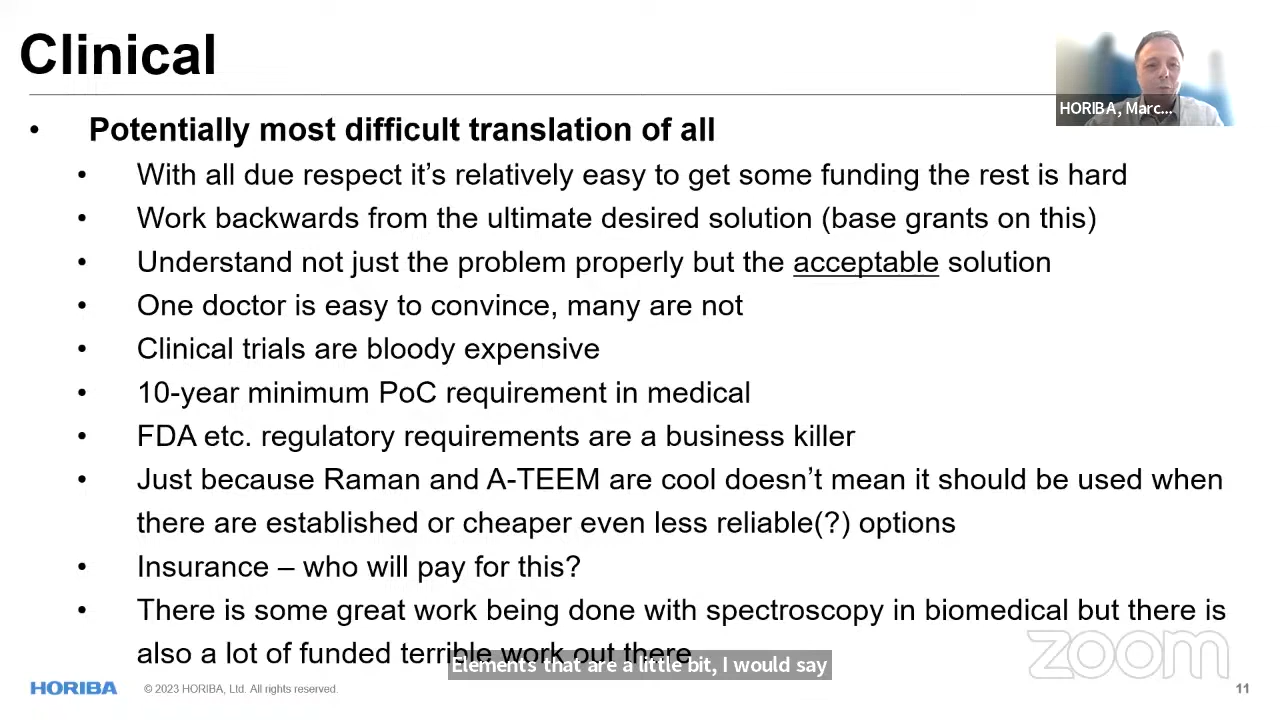 Clinical
HORIBA, Marc...
• Potentially most difficult translation of all
• With all due respect it’s relatively easy to get some funding the rest is hard
• Work backwards from the ultimate desired solution (base grants on this)
• Understand not just the problem properly but the acceptable solution
• One doctor is easy to convince, many are not
• Clinical trials are bloody expensive
• 10-year minimum PoC requirement in medical
• FDA etc. regulatory requirements are a business killer
• Just because Raman and A-TEEM are cool doesn’t mean it should be used when
there are established or cheaper even less reliable(?) options
• Insurance – who will pay for this?
• There is some great work being done with spectroscopy in biomedical but there is
also a lot of funded terrible work out there
Elements that are a little bit, I would say
zoom
HORIBA © 2023 HORIBA, Ltd. All rights reserved. 11